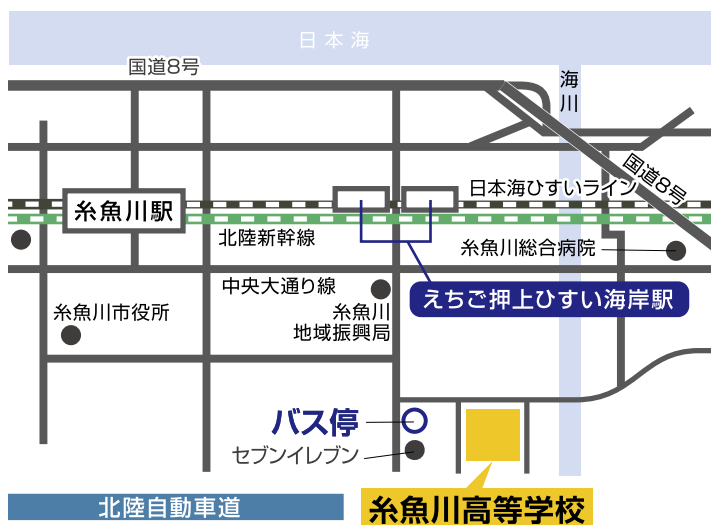 日本海
国道8号
海川
国道8号
日本海ひすいライン
糸魚川駅
北陸新幹線
糸魚川総合病院
中央大通り線
えちご押上ひすい海岸駅
糸魚川市役所
糸魚川
地域振興局
バス停
セブンイレブン
北陸自動車道
糸魚川高等学校